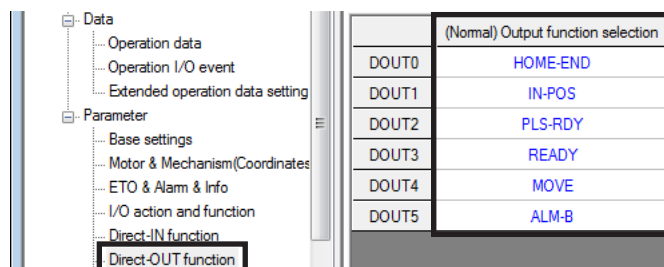 Data
Operation data
Operation I/O event
Extended operation data setting
Parameter
Base settings
Motor & Mechanism(Coordinates
ETO & Alarm & Info
I/O action and function
Direct-IN function
Direct-OUT function
(Normal) Output function selection
DOUT0 HOME-END
DOUT1 IN-POS
DOUT2 PLS-RDY
DOUT3 READY
DOUT4 MOVE
DOUT5 ALM-B